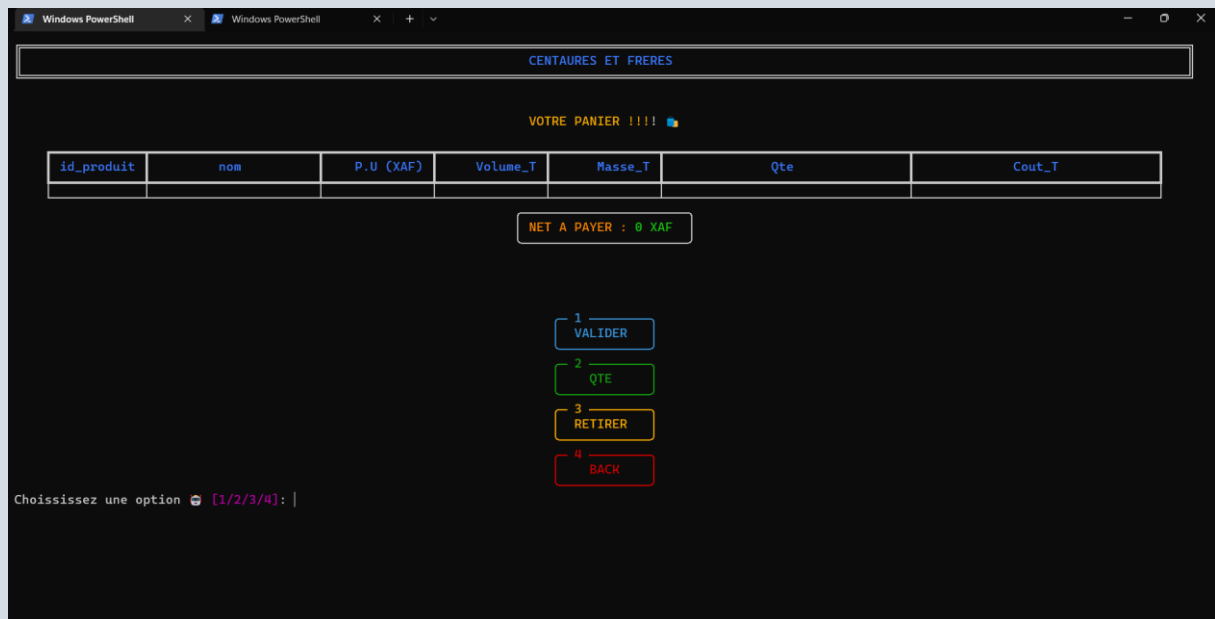 Windows PowerShell Windows PowerShell
CENTAURES ET FRERES
VOTRE PANIER !!!! 🛍️
id_produit nom P.U (XAF) Volume_T Masse_T Qte Cout_T
NET A PAYER : 0 XAF
1
VALIDER
2
QTE
3
RETIRER
4
BACK
Choississez une option [1/2/3/4]: